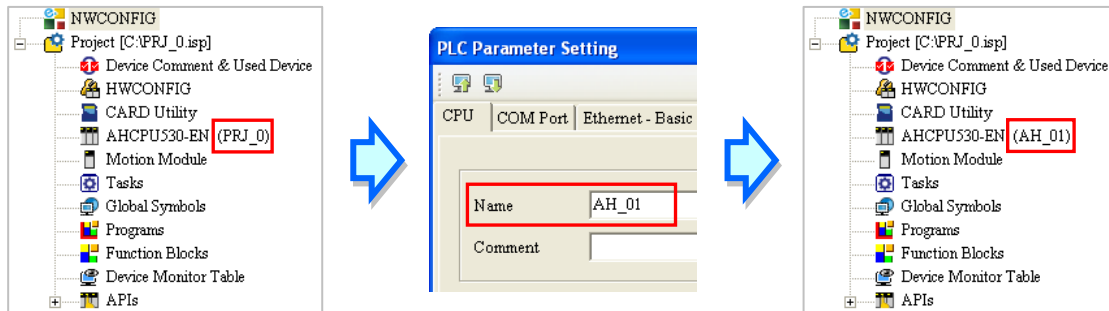 NWCONFIG
Project [C:\PRJ_0.isp]
Device Comment & Used Device
HWCONFIG
CARD Utility
AHCPU530-EN (PRJ_0)
Motion Module
Tasks
Global Symbols
Programs
Function Blocks
Device Monitor Table
APIs
PLC Parameter Setting
CPU COM Port Ethernet - Basic
Name AH_01
Comment
NWCONFIG
Project [C:\PRJ_0.isp]
Device Comment & Used Device
HWCONFIG
CARD Utility
AHCPU530-EN (AH_01)
Motion Module
Tasks
Global Symbols
Programs
Function Blocks
Device Monitor Table
APIs